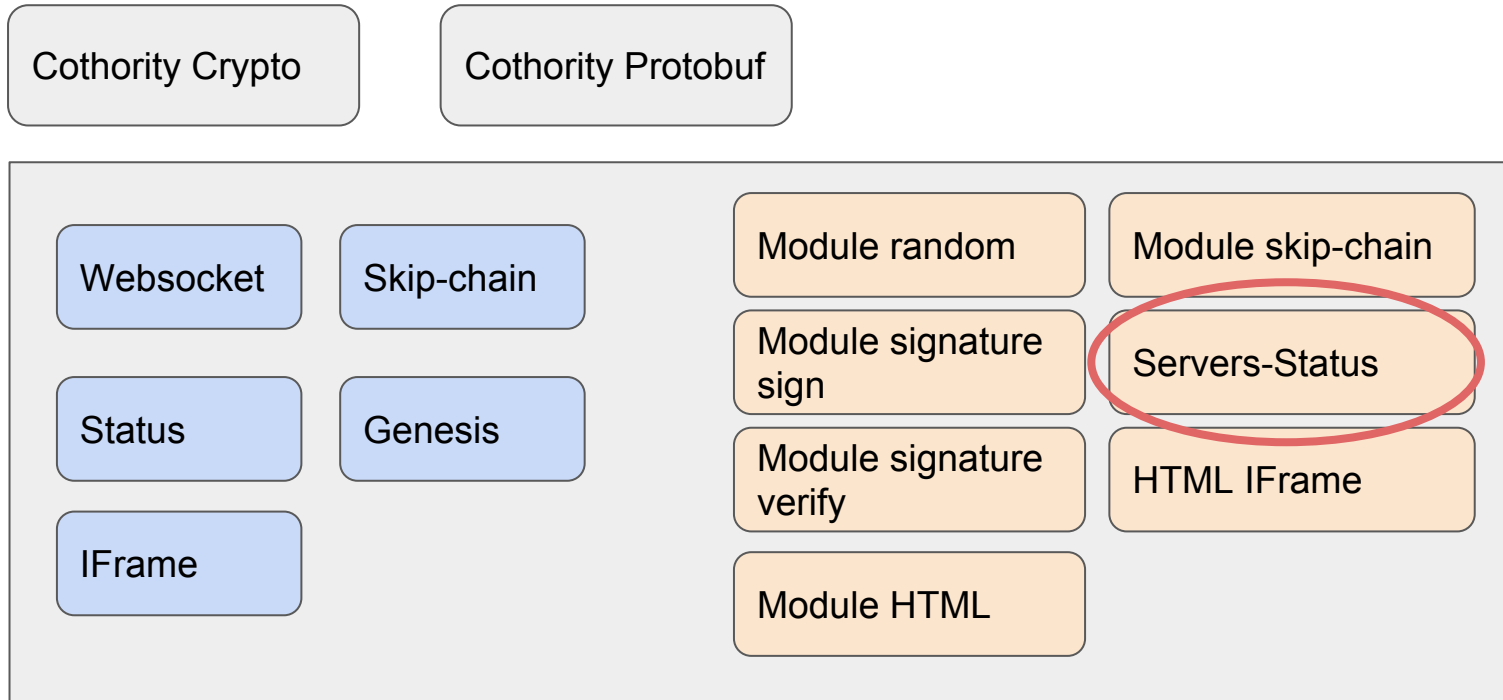 Cothority Crypto
Cothority Protobuf
Websocket
Skip-chain
Status
Genesis
IFrame
Module random
Module skip-chain
Module signature
sign
Servers-Status
Module signature
verify
HTML IFrame
Module HTML